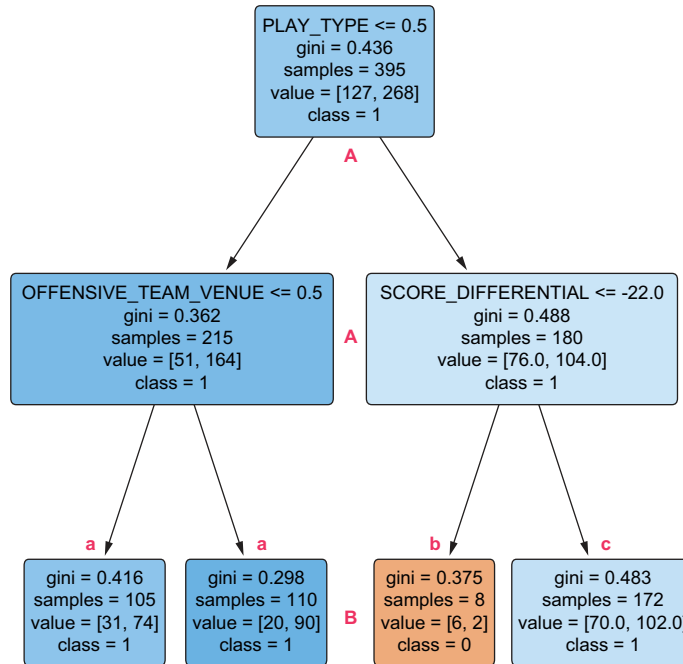 PLAY_TYPE <= 0.5
gini = 0.436
samples = 395
value = [127, 268]
class = 1
A
OFFENSIVE_TEAM_VENUE <= 0.5
gini = 0.362
samples = 215
value = [51, 164]
class = 1
A
SCORE_DIFFERENTIAL <= -22.0
gini = 0.488
samples = 180
value = [76.0, 104.0]
class = 1
a
a
b
c
gini = 0.416
samples = 105
value = [31, 74]
class = 1
gini = 0.298
samples = 110
value = [20, 90]
class = 1
B
gini = 0.375
samples = 8
value = [6, 2]
class = 0
gini = 0.483
samples = 172
value = [70.0, 102.0]
class = 1